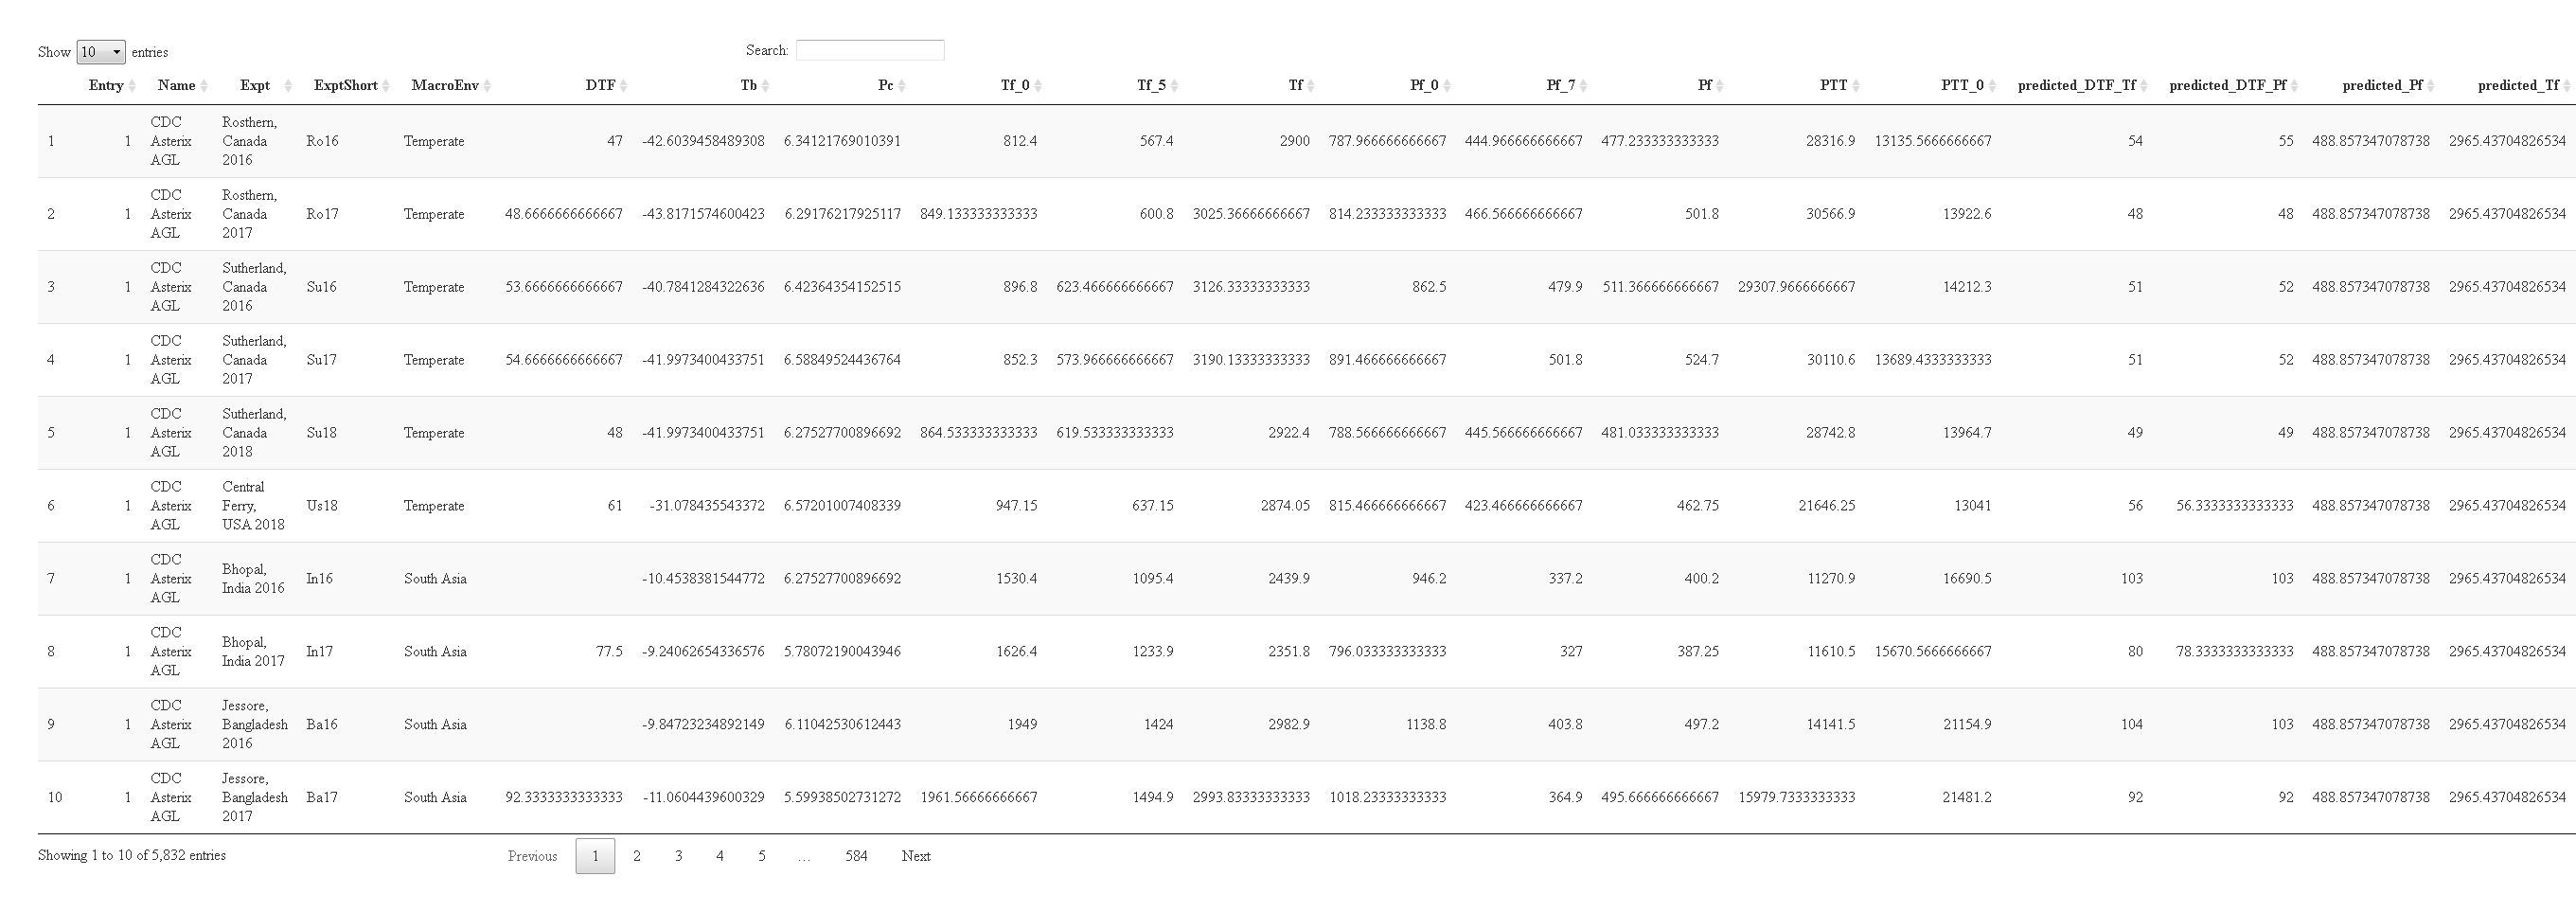 Show 10 entries Search:
Entry Name Expt ExptShort MacroEnv DTF Tb Pc Tf_0 Tf_5 Tf Pf_0 Pf_7 Pf PTT PTT_0 predicted_DTF_Tf predicted_DTF_Pf predicted_Pf predicted_Tf
CDC Rosthern,
1 1 Asterix Canada Ro16 Temperate 47 -42.6039458489308 6.34121769010391 812.4 567.4 2900 787.966666666667 444.966666666667 477.233333333333 28316.9 13135.5666666667 54 55 488.857347078738 2965.43704826534
AGL 2016
CDC Rosthern,
2 1 Asterix Canada Ro17 Temperate 48.6666666666667 -43.8171574600423 6.29176217925117 849.133333333333 600.8 3025.36666666667 814.233333333333 466.566666666667 501.8 30566.9 13922.6 48 48 488.857347078738 2965.43704826534
AGL 2017
CDC Sutherland,
3 1 Asterix Canada Su16 Temperate 53.6666666666667 -40.7841284322636 6.42364354152515 896.8 623.466666666667 3126.33333333333 862.5 479.9 511.366666666667 29307.9666666667 14212.3 51 52 488.857347078738 2965.43704826534
AGL 2016
CDC Sutherland,
4 1 Asterix Canada Su17 Temperate 54.6666666666667 -41.9973400433751 6.58849524436764 852.3 573.966666666667 3190.13333333333 891.466666666667 501.8 524.7 30110.6 13689.4333333333 51 52 488.857347078738 2965.43704826534
AGL 2017
CDC Sutherland,
5 1 Asterix Canada Su18 Temperate 48 -41.9973400433751 6.27527700896692 864.533333333333 619.533333333333 2922.4 788.566666666667 445.566666666667 481.033333333333 28742.8 13964.7 49 49 488.857347078738 2965.43704826534
AGL 2018
CDC Central
6 1 Asterix Ferry, Us18 Temperate 61 -31.078435543372 6.57201007408339 947.15 637.15 2874.05 815.466666666667 423.466666666667 462.75 21646.25 13041 56 56.3333333333333 488.857347078738 2965.43704826534
AGL USA 2018
CDC Bhopal,
7 1 Asterix India 2016 In16 South Asia -10.4538381544772 6.27527700896692 1530.4 1095.4 2439.9 946.2 337.2 400.2 11270.9 16690.5 103 103 488.857347078738 2965.43704826534
AGL
CDC Bhopal,
8 1 Asterix India 2017 In17 South Asia 77.5 -9.24062654336576 5.78072190043946 1626.4 1233.9 2351.8 796.033333333333 327 387.25 11610.5 15670.5666666667 80 78.3333333333333 488.857347078738 2965.43704826534
AGL
CDC Jessore,
9 1 Asterix Bangladesh Ba16 South Asia -9.84723234892149 6.11042530612443 1949 1424 2982.9 1138.8 403.8 497.2 14141.5 21154.9 104 103 488.857347078738 2965.43704826534
AGL 2016
CDC Jessore,
10 1 Asterix Bangladesh Ba17 South Asia 92.3333333333333 -11.0604439600329 5.59938502731272 1961.56666666667 1494.9 2993.83333333333 1018.23333333333 364.9 495.666666666667 15979.7333333333 21481.2 92 92 488.857347078738 2965.43704826534
AGL 2017
Showing 1 to 10 of 5,832 entries Previous 1 2 3 4 5 … 584 Next